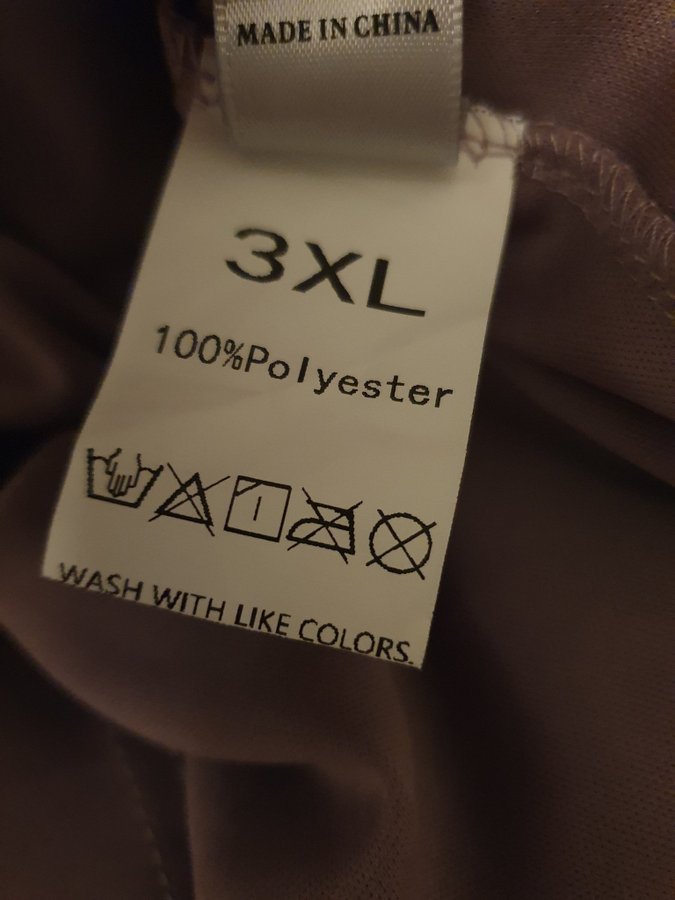 MADE IN CHINA
3XL
100%Polyester
WASH WITH LIKE COLORS.